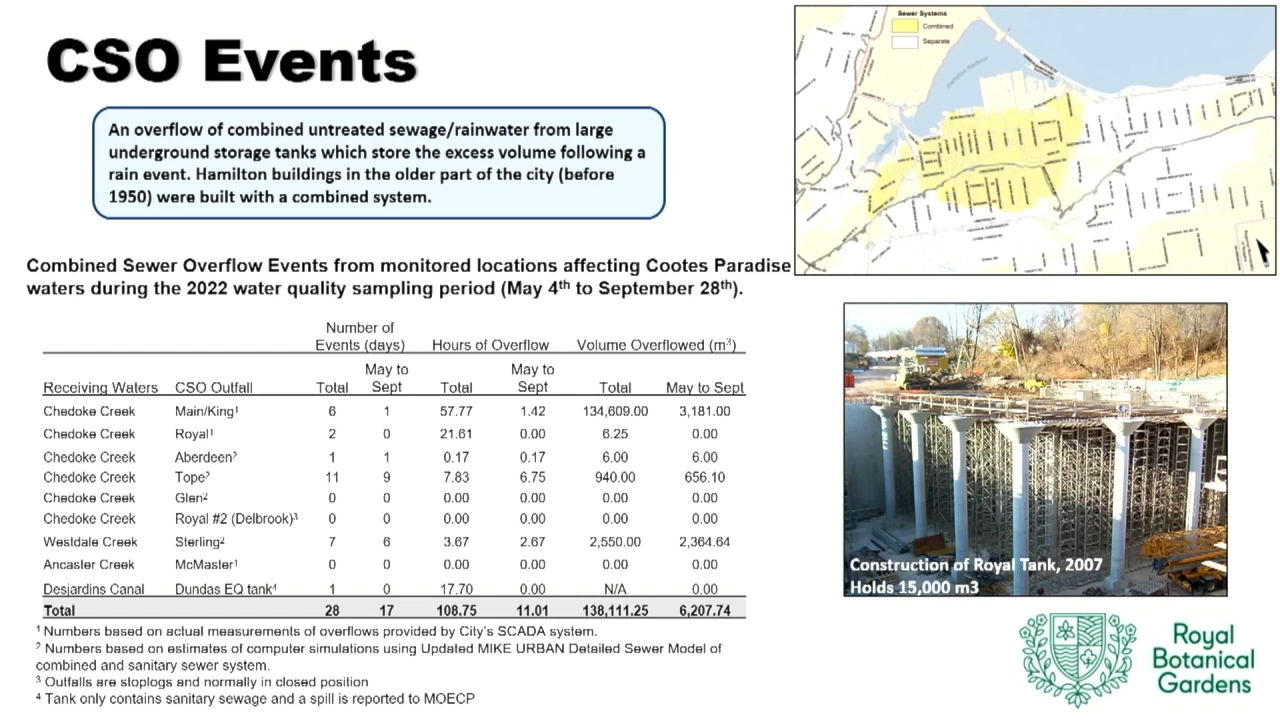 CSO Events
An overflow of combined untreated sewage/rainwater from large
underground storage tanks which store the excess volume following a
rain event. Hamilton buildings in the older part of the city (before
1950) were built with a combined system.
Sewer Systems
Combined
Separate
Combined Sewer Overflow Events from monitored locations affecting Cootes Paradise
waters during the 2022 water quality sampling period (May 4th to September 28th).
Number of
Events (days) Hours of Overflow Volume Overflowed (m³)
Receiving Waters CSO Outfall Total May to Sept Total May to Sept Total May to Sept
Chedoke Creek Main/King¹ 6 1 57.77 1.42 134,609.00 3,181.00
Chedoke Creek Royal¹ 2 0 21.61 0.00 6.25 0.00
Chedoke Creek Aberdeen² 1 1 0.17 0.17 6.00 6.00
Chedoke Creek Tope² 11 9 7.83 6.75 940.00 656.10
Chedoke Creek Glen² 0 0 0.00 0.00 0.00 0.00
Chedoke Creek Royal #2 (Delbrook)³ 0 0 0.00 0.00 0.00 0.00
Westdale Creek Sterling² 7 6 3.67 2.67 2,550.00 2,364.64
Ancaster Creek McMaster¹ 0 0 0.00 0.00 0.00 0.00
Desjardins Canal Dundas EQ tank⁴ 1 0 17.70 0.00 N/A 0.00
Total 28 17 108.75 11.01 138,111.25 6,207.74
¹ Numbers based on actual measurements of overflows provided by City's SCADA system.
² Numbers based on estimates of computer simulations using Updated MIKE URBAN Detailed Sewer Model of
combined and sanitary sewer system.
³ Outfalls are stoplogs and normally in closed position
⁴ Tank only contains sanitary sewage and a spill is reported to MOECP
Construction of Royal Tank, 2007
Holds 15,000 m3
Royal
Botanical
Gardens